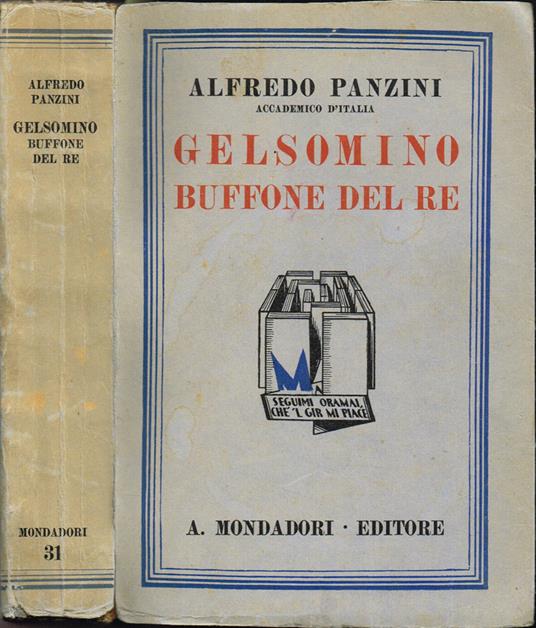 ALFREDO
PANZINI
GELSOMINO
BUFFONE
DEL RE
MONDADORI
31
ALFREDO PANZINI
ACCADEMICO D'ITALIA
GELSOMINO
BUFFONE DEL RE
M
SEGUIMI ORAMAI,
CHE 'L GIR MI PIACE
A. MONDADORI · EDITORE